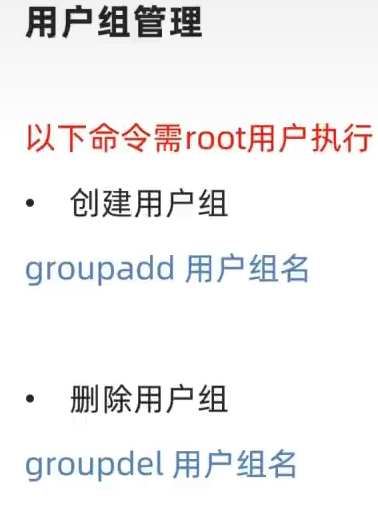 用户组管理
以下命令需root用户执行
• 创建用户组
groupadd 用户组名
• 删除用户组
groupdel 用户组名